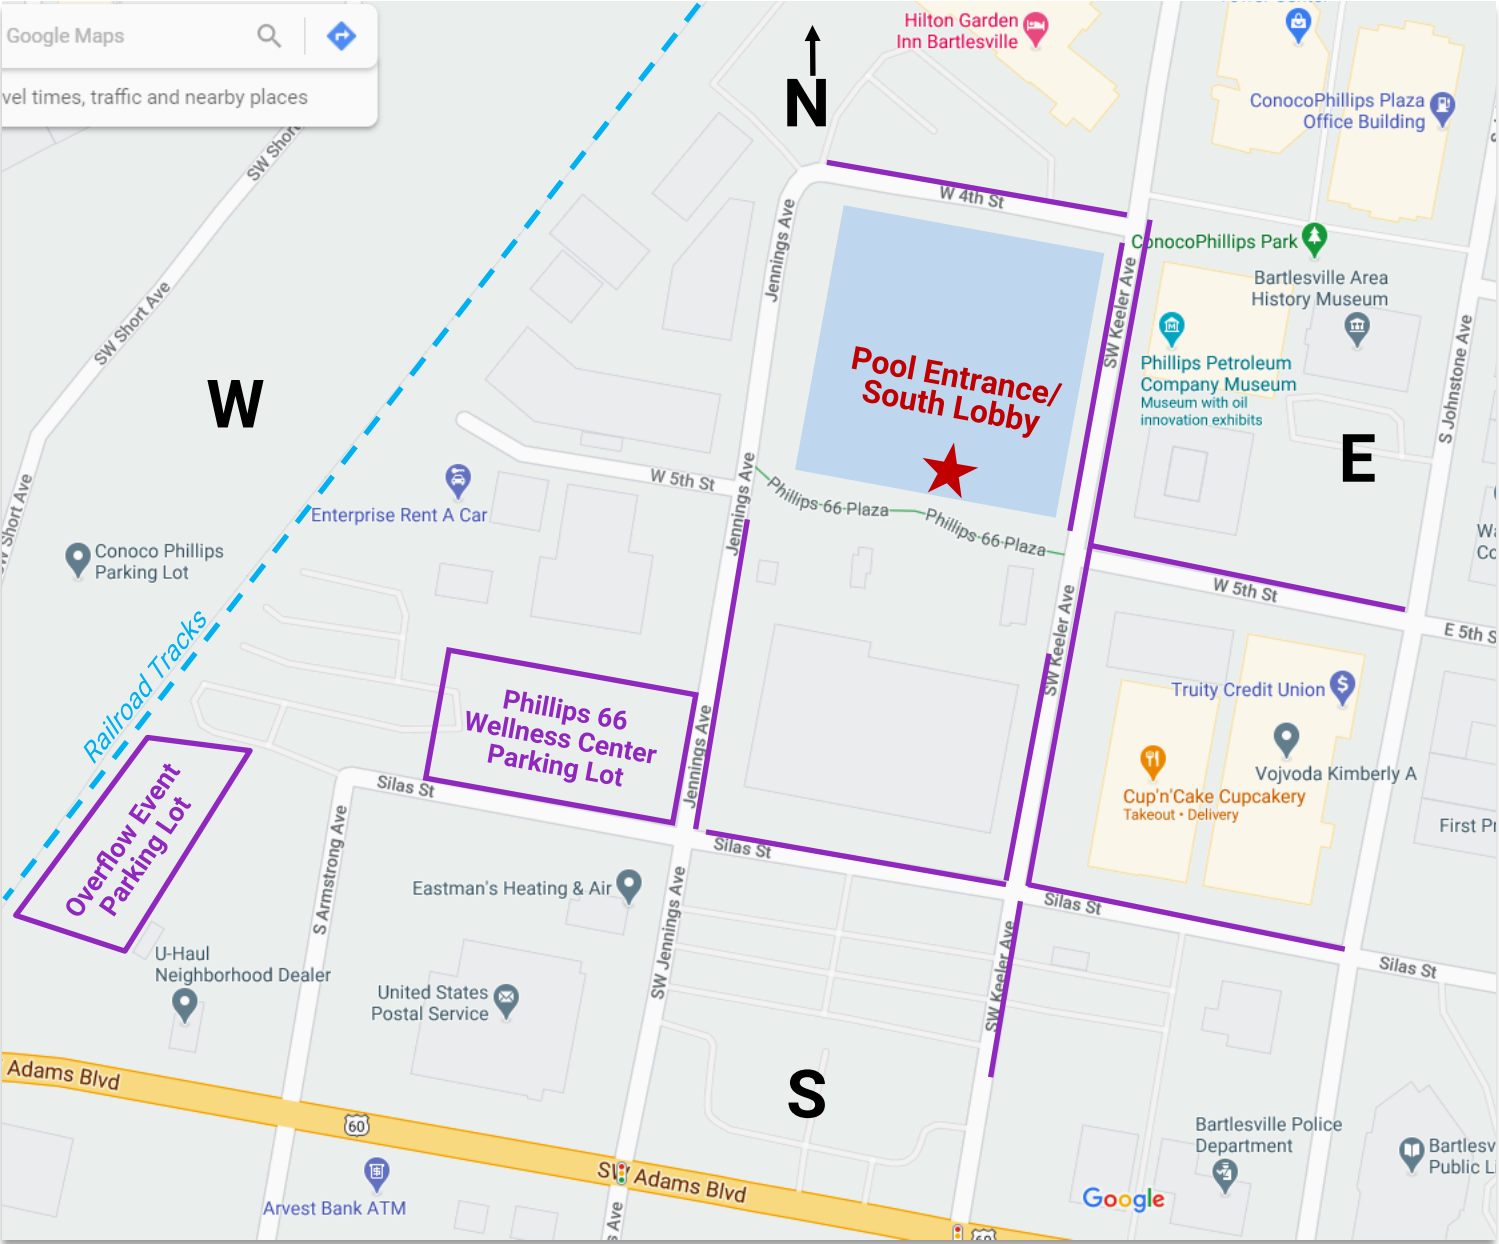 Google Maps
vel times, traffic and nearby places
Hilton Garden
Inn Bartlesville
N
ConocoPhillips Plaza
Office Building
SW Short
W 4th St
Jennings Ave
ConocoPhillips Park
Bartlesville Area
History Museum
SW Keeler Ave
SW Short Ave
Phillips Petroleum
Company Museum
Museum with oil
innovation exhibits
S Johnstone Ave
Pool Entrance/
South Lobby
W
E
W 5th St
Jennings Ave
Phillips 66 Plaza
Phillips 66 Plaza
Enterprise Rent A Car
Short Ave
Conoco Phillips
Parking Lot
W 5th St
E 5th S
SW Keeler Ave
Railroad Tracks
Truity Credit Union
Phillips 66
Wellness Center
Parking Lot
Jennings Ave
Vojvoda Kimberly A
Cup'n'Cake Cupcakery
Takeout • Delivery
First Pr
Silas St
Overflow Event
Parking Lot
Silas St
S Armstrong Ave
Eastman's Heating & Air
Silas St
SW Jennings Ave
SW Keeler Ave
U-Haul
Neighborhood Dealer
Silas St
United States
Postal Service
Adams Blvd
60
S
Bartlesville Police
Department
Bartlesv
Public Li
SW Adams Blvd
Arvest Bank ATM
Google
s Ave
60